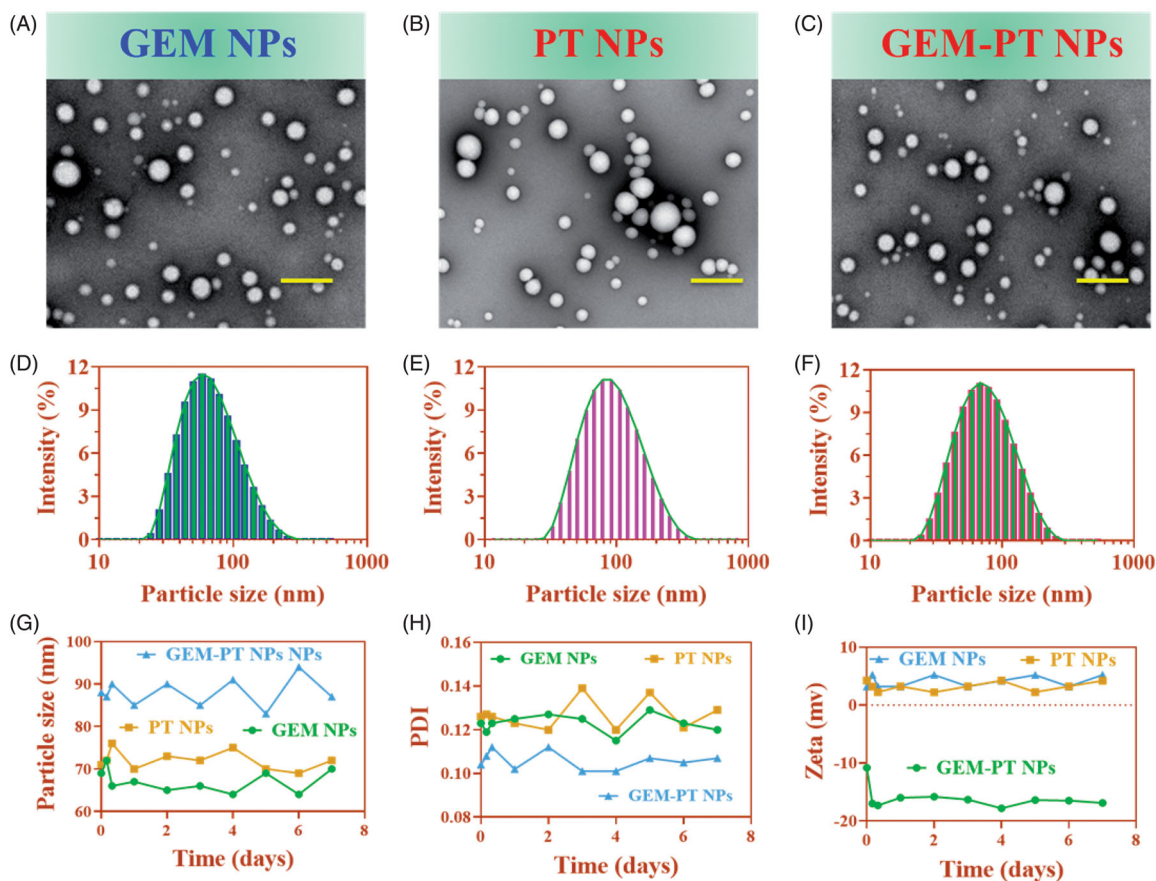 (A) GEM NPs
(B) PT NPs
(C) GEM-PT NPs
(D)
12
9
6
3
0
Intensity (%)
10 100 1000
Particle size (nm)
(E)
12
9
6
3
0
Intensity (%)
10 100 1000
Particle size (nm)
(F)
12
9
6
3
0
Intensity (%)
10 100 1000
Particle size (nm)
(G)
100
90
80
70
60
Particle size (nm)
GEM-PT NPs NPs
PT NPs
GEM NPs
0 2 4 6 8
Time (days)
(H)
0.16
0.14
0.12
0.10
0.08
PDI
GEM NPs
PT NPs
GEM-PT NPs
0 2 4 6 8
Time (days)
(I)
10
0
-10
-20
Zeta (mv)
GEM NPs
PT NPs
GEM-PT NPs
0 2 4 6 8
Time (days)